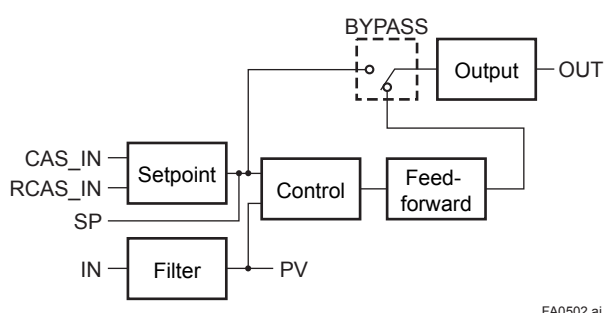 BYPASS
Output
OUT
CAS_IN
RCAS_IN
Setpoint
SP
Control
Feed-
forward
IN
Filter
PV
FA0502.ai